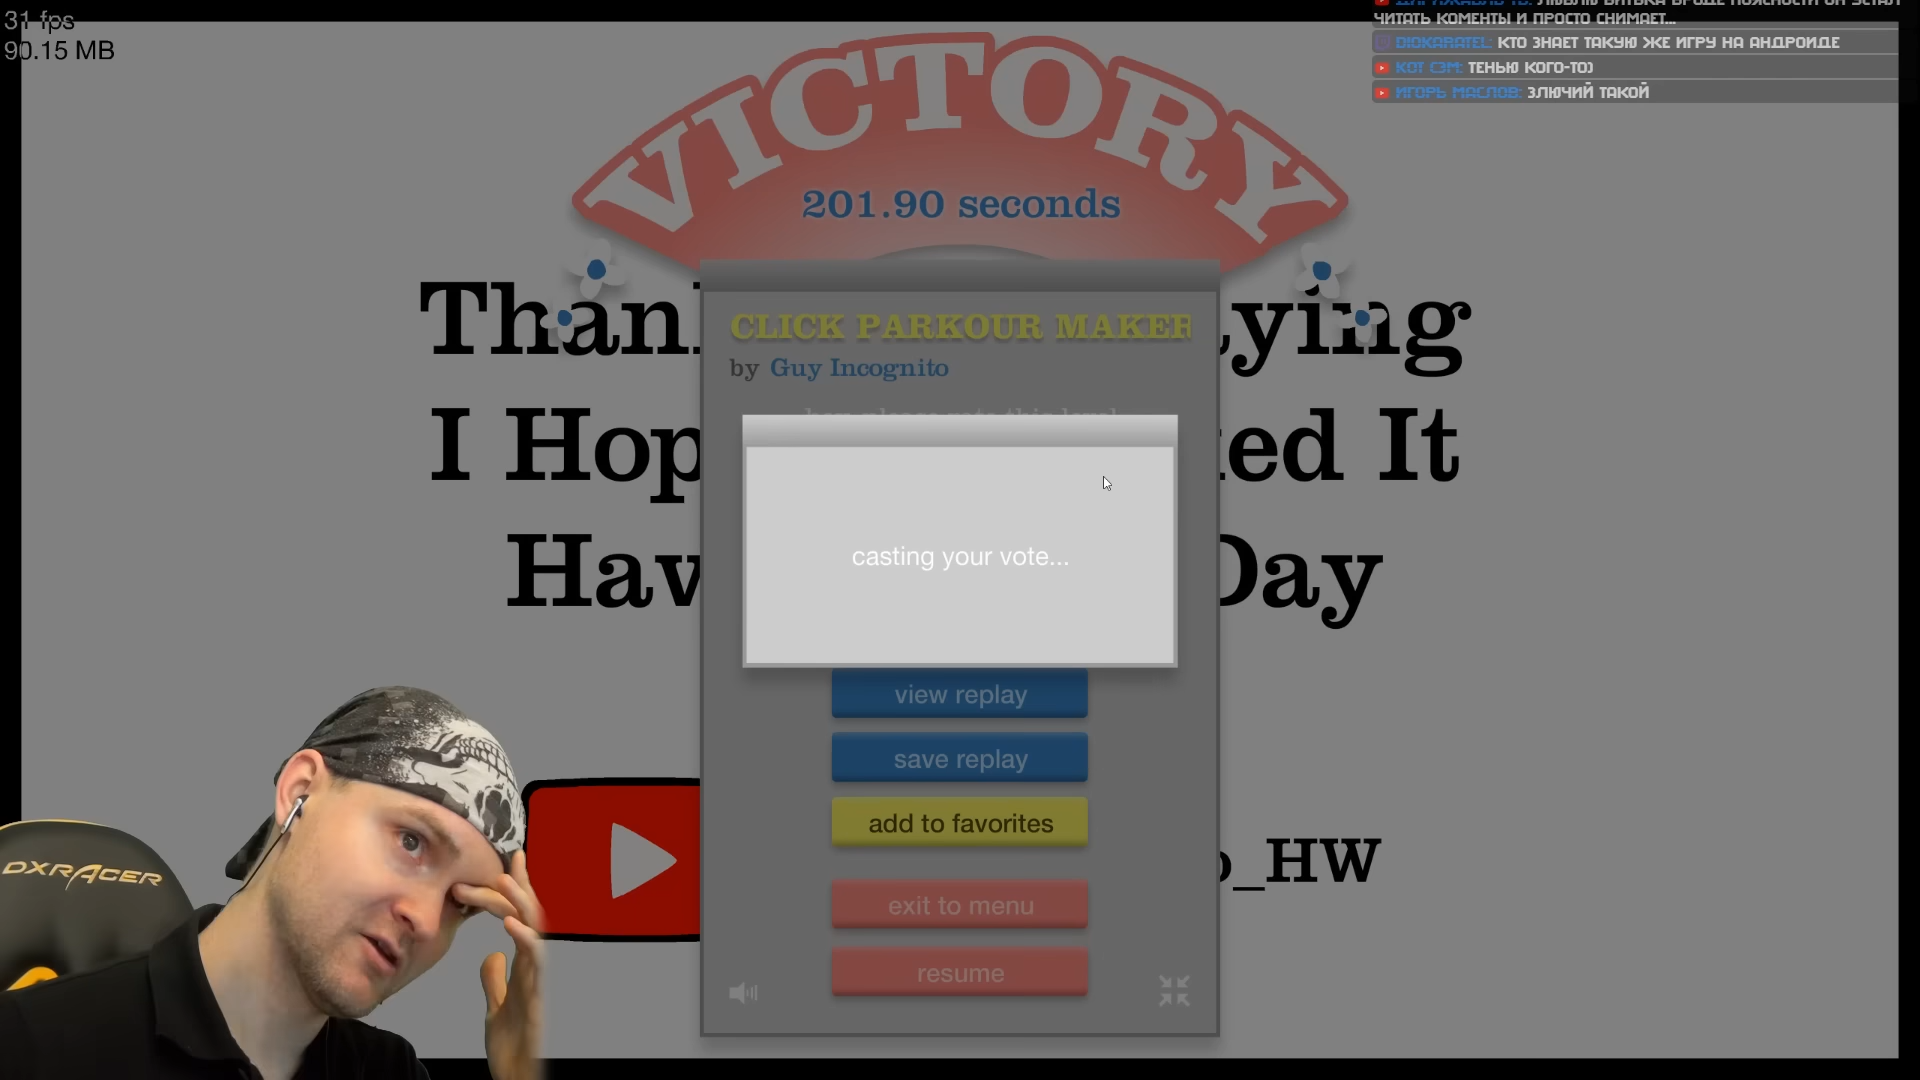 31 fps
90.15 MB
ЧИТАТЬ КОМЕНТЫ И ПРОСТО СНИМАЕТ...
DIOKARATEL: КТО ЗНАЕТ ТАКУЮ ЖЕ ИГРУ НА АНДРОИДЕ
КОТ СЭМ: ТЕНЬЮ КОГО-ТО)
ИГОРЬ МАСЛОВ: ЗЛЮЧИЙ ТАКОЙ
VICTORY
201.90 seconds
CLICK PARKOUR MAKER
by Guy Incognito
Than ying
I Hop ed It
Hav Day
casting your vote...
view replay
save replay
add to favorites
_HW
exit to menu
resume
DXRACER